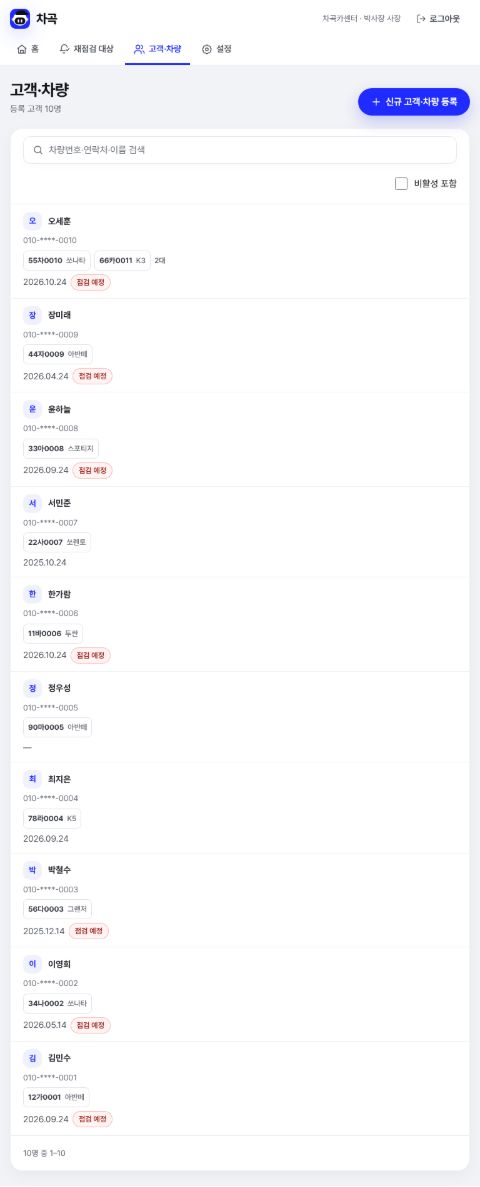 차곡
차곡카센터 · 박사장 사장
로그아웃
홈
재점검 대상
고객·차량
설정
고객·차량
등록 고객 10명
신규 고객·차량 등록
차량번호·연락처·이름 검색
비활성 포함
오 오세훈
010-****-0010
55차0010 쏘나타 66카0011 K3 2대
2026.10.24 점검 예정
장 장미래
010-****-0009
44자0009 아반떼
2026.04.24 점검 예정
윤 윤하늘
010-****-0008
33아0008 스포티지
2026.09.24 점검 예정
서 서민준
010-****-0007
22사0007 쏘렌토
2025.10.24
한 한가람
010-****-0006
11바0006 투싼
2026.10.24 점검 예정
정 정우성
010-****-0005
90마0005 아반떼
—
최 최지은
010-****-0004
78라0004 K5
2026.09.24
박 박철수
010-****-0003
56다0003 그랜저
2025.12.14 점검 예정
이 이영희
010-****-0002
34나0002 쏘나타
2026.05.14 점검 예정
김 김민수
010-****-0001
12가0001 아반떼
2026.09.24 점검 예정
10명 중 1–10